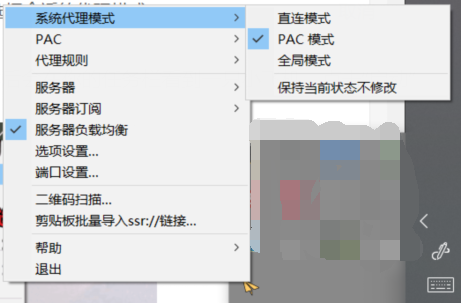 系统代理模式
PAC
代理规则
服务器
服务器订阅
服务器负载均衡
选项设置...
端口设置...
二维码扫描...
剪贴板批量导入ssr://链接...
帮助
退出
直连模式
PAC 模式
全局模式
保持当前状态不修改